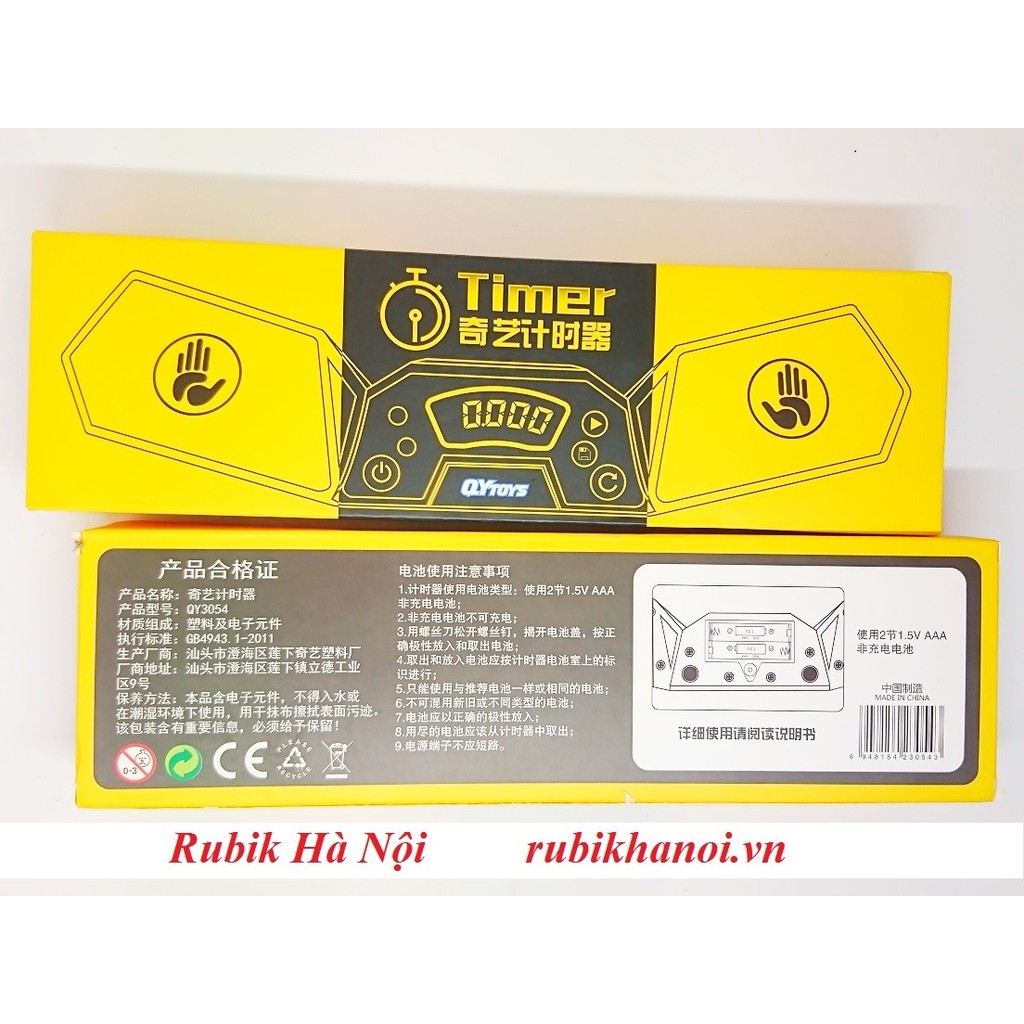 Timer
奇艺计时器
0.000
QYTOYS
产品合格证
产品名称：奇艺计时器
产品型号：QY3054
材质组成：塑料及电子元件
执行标准：GB4943.1-2011
生产厂商：汕头市澄海区莲下奇艺塑料厂
厂商地址：汕头市澄海区莲下镇立德工业
区9号
保养方法：本品含电子元件，不得入水或
在潮湿环境下使用，用干抹布擦拭表面污迹。
该包装含有重要信息，必须给予保留！
0-3
CE
PLEASE
RECYCLE
电池使用注意事项
1.计时器使用电池类型：使用2节1.5V AAA
非充电电池；
2.非充电电池不可充电；
3.用螺丝刀松开螺丝钉，揭开电池盖，按正
确极性放入和取出电池；
4.取出和放入电池应按计时器电池室上的标
识进行；
5.只能使用与推荐电池一样或相同的电池；
6.不可混用新旧或不同类型的电池；
7.电池应以正确的极性放入；
8.用尽的电池应该从计时器中取出；
9.电源端子不应短路。
详细使用请阅读说明书
使用2节1.5V AAA
非充电电池
中国制造
MADE IN CHINA
6 948154 230543
Rubik Hà Nội
rubikhanoi.vn